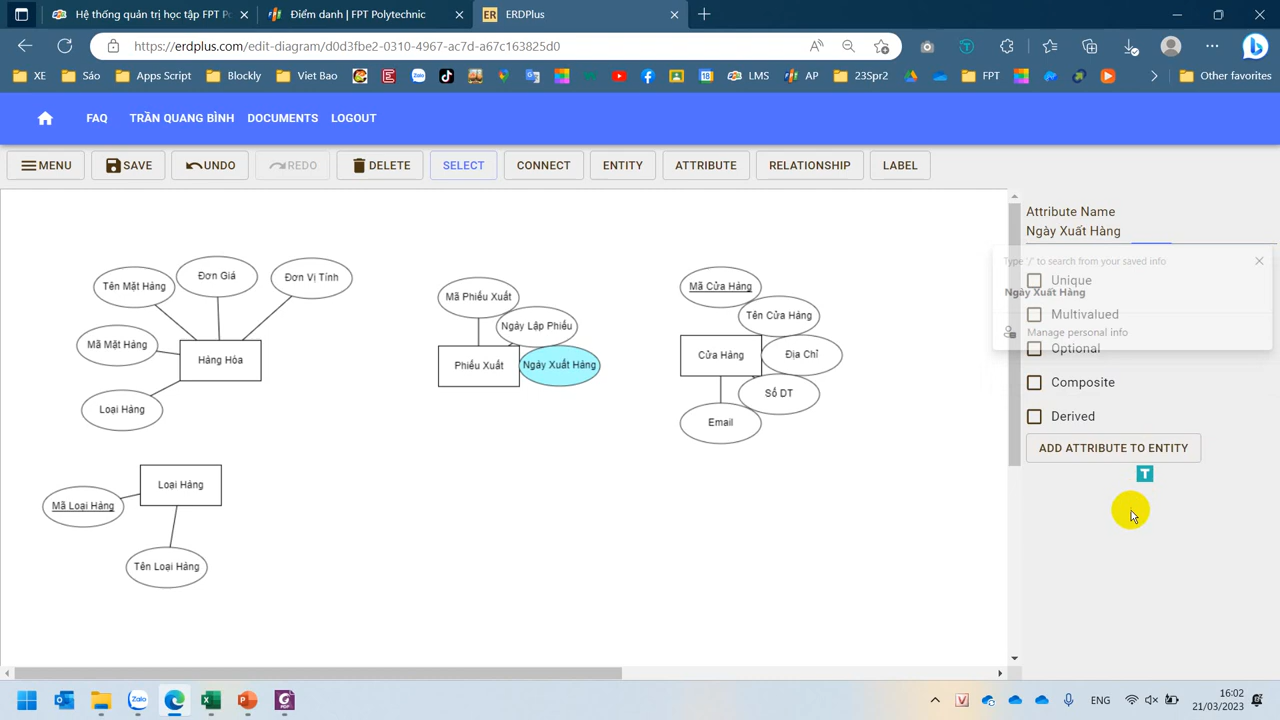 Hệ thống quản trị học tập FPT Po
Điểm danh | FPT Polytechnic
ER
ERDPlus
https://erdplus.com/edit-diagram/d0d3fbe2-0310-4967-ac7d-a67c163825d0
XE
Sáo
Apps Script
Blockly
Viet Bao
LMS
AP
23Spr2
FPT
Other favorites
FAQ
TRẦN QUANG BÌNH
DOCUMENTS
LOGOUT
MENU
SAVE
UNDO
REDO
DELETE
SELECT
CONNECT
ENTITY
ATTRIBUTE
RELATIONSHIP
LABEL
Attribute Name
Ngày Xuất Hàng
Type '/' to search from your saved info
Unique
Ngày Xuất Hàng
Multivalued
Manage personal info
Optional
Composite
Derived
ADD ATTRIBUTE TO ENTITY
T
Tên Mặt Hàng
Đơn Giá
Đơn Vị Tính
Mã Mặt Hàng
Hàng Hóa
Loại Hàng
Mã Phiếu Xuất
Ngày Lập Phiếu
Phiếu Xuất
Ngày Xuất Hàng
Mã Cửa Hàng
Tên Cửa Hàng
Cửa Hàng
Địa Chỉ
Số DT
Email
Loại Hàng
Mã Loại Hàng
Tên Loại Hàng
Zalo
ENG
16:02
21/03/2023